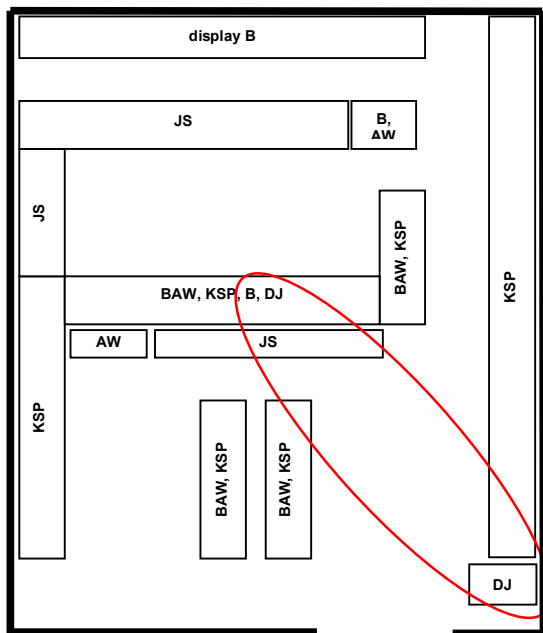 display B
JS
B,
AW
JS
BAW, KSP
KSP
BAW, KSP, B, DJ
AW
JS
KSP
BAW, KSP
BAW, KSP
DJ